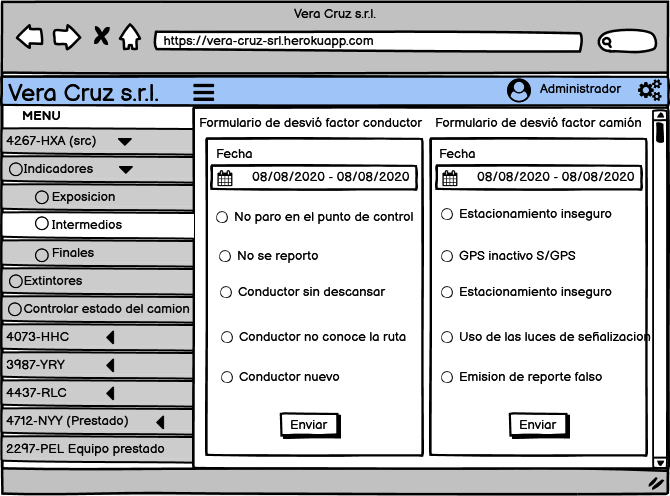 Vera Cruz s.r.l.
https://vera-cruz-srl.herokuapp.com
Vera Cruz s.r.l.
Administrador
MENU
4267-HXA (src)
Indicadores
Exposicion
Intermedios
Finales
Extintores
Controlar estado del camion
4073-HHC
3987-YRY
4437-RLC
4712-NYY (Prestado)
2297-PEL Equipo prestado
Formulario de desvió factor conductor
Fecha
08/08/2020 - 08/08/2020
No paro en el punto de control
No se reporto
Conductor sin descansar
Conductor no conoce la ruta
Conductor nuevo
Enviar
Formulario de desvió factor camión
Fecha
08/08/2020 - 08/08/2020
Estacionamiento inseguro
GPS inactivo S/GPS
Estacionamiento inseguro
Uso de las luces de señalizacion
Emision de reporte falso
Enviar